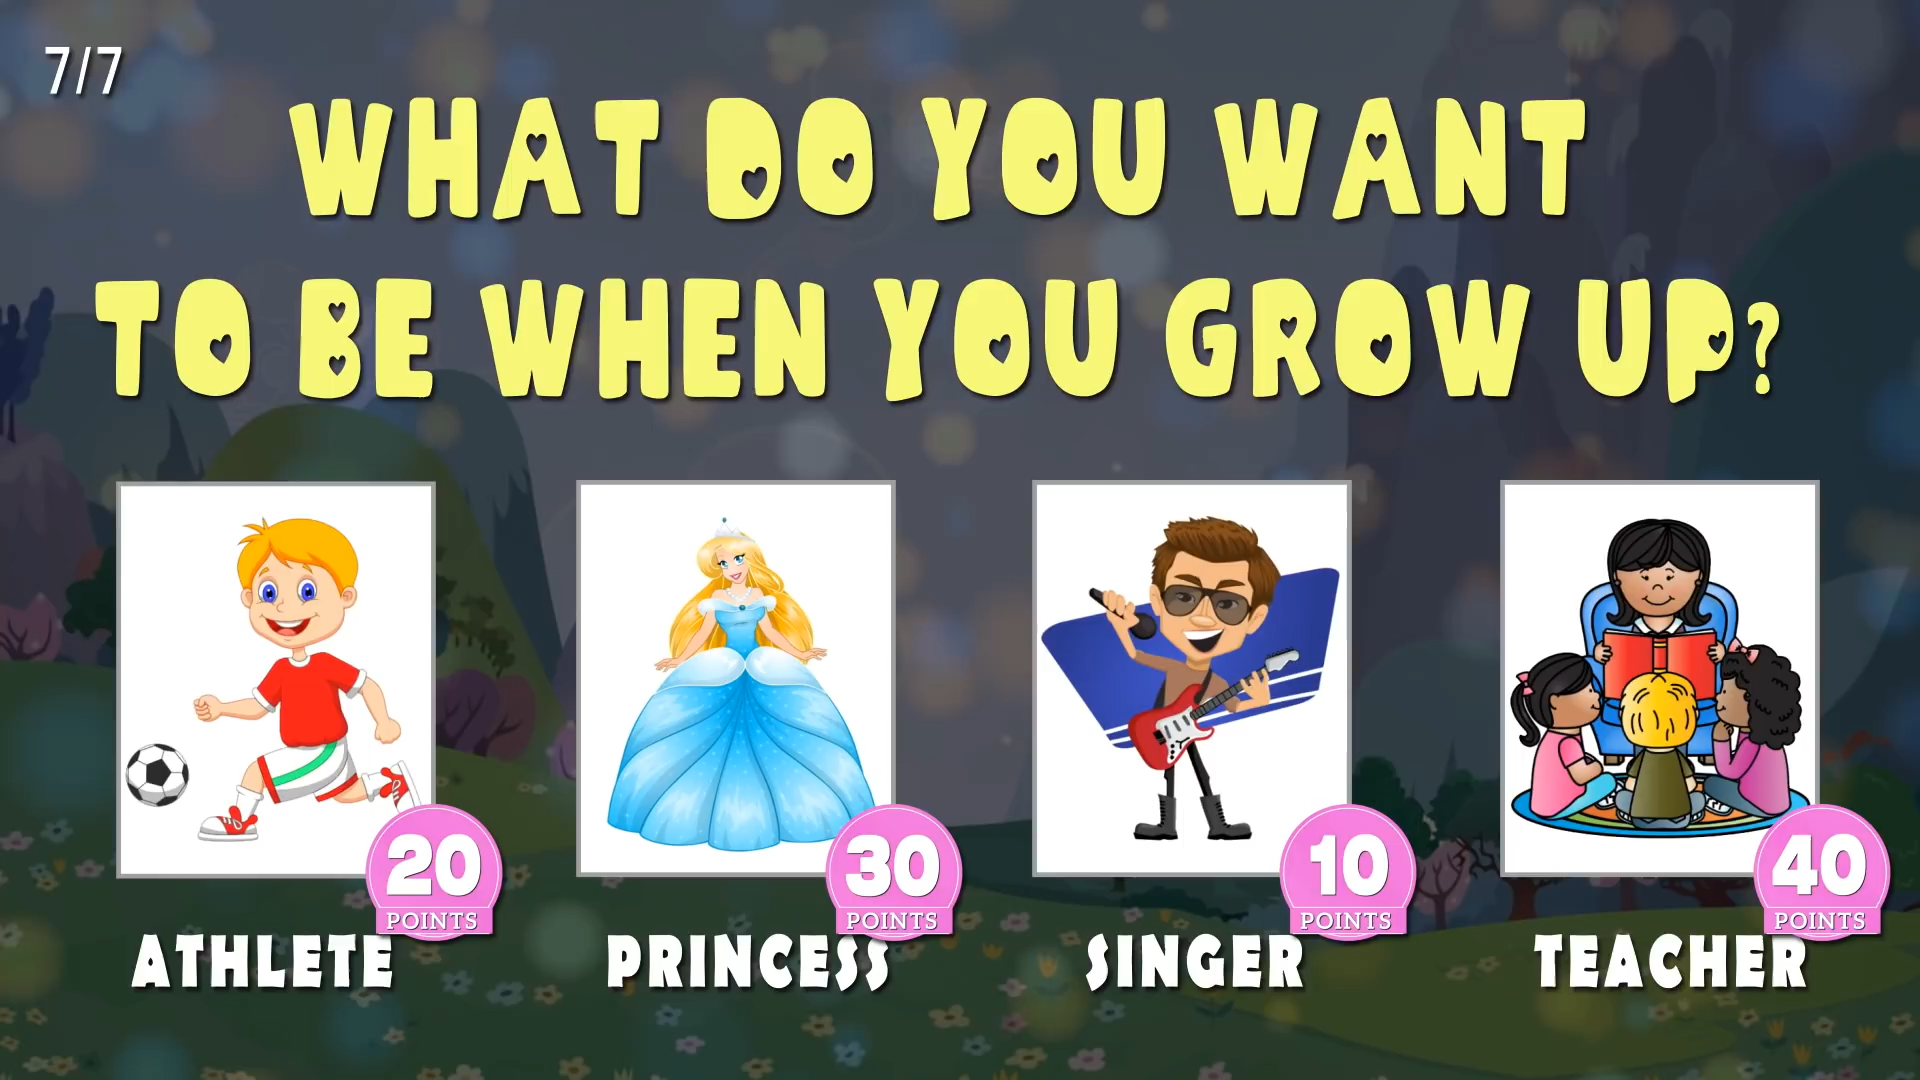 7/7
WHAT DO YOU WANT
TO BE WHEN YOU GROW UP?
20
POINTS
30
POINTS
10
POINTS
40
POINTS
ATHLETE
PRINCESS
SINGER
TEACHER